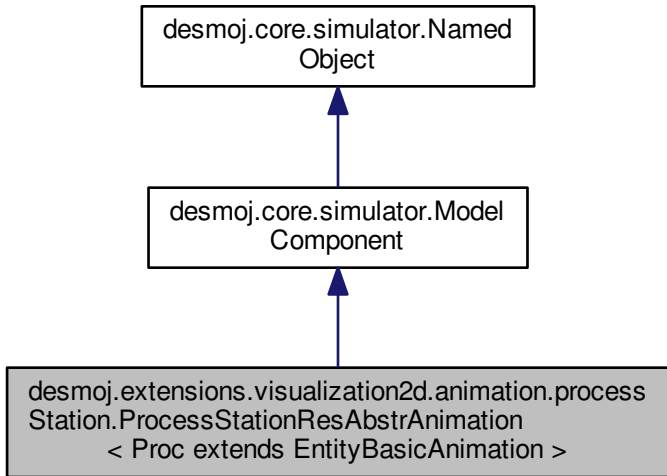 desmoj.core.simulator.Named
Object
desmoj.core.simulator.Model
Component
desmoj.extensions.visualization2d.animation.process
Station.ProcessStationResAbstrAnimation
< Proc extends EntityBasicAnimation >